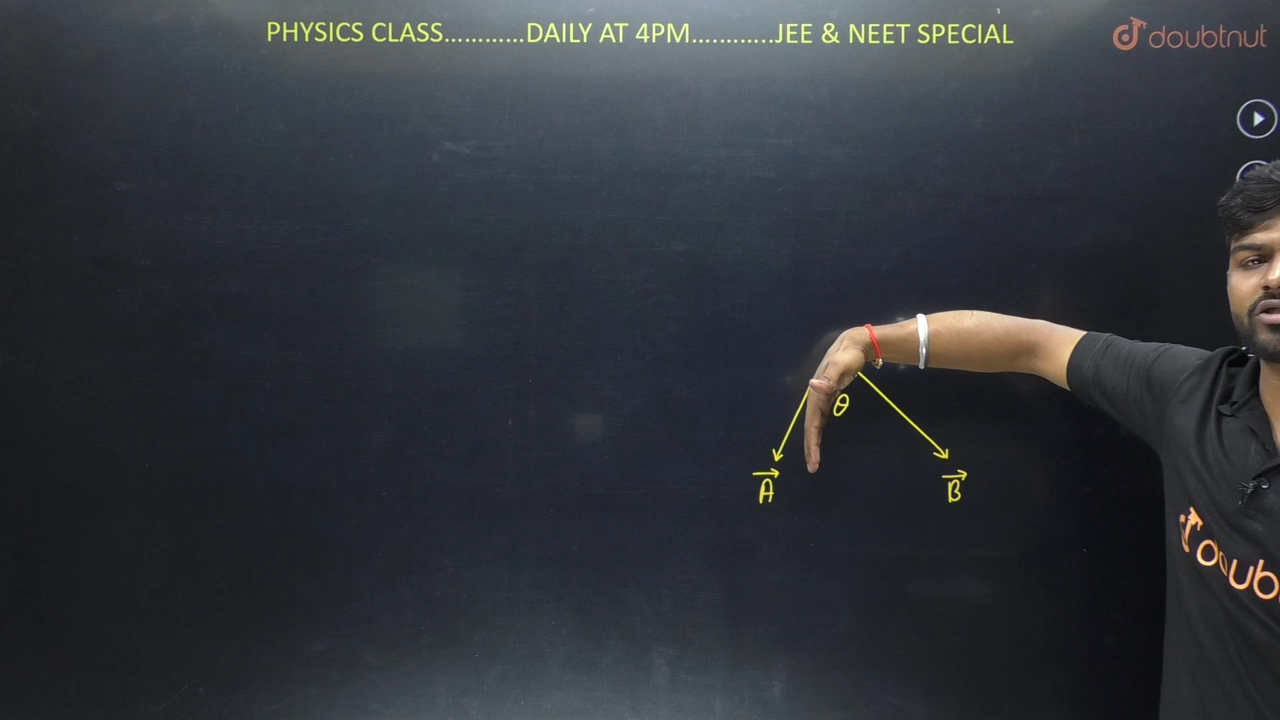 PHYSICS CLASS............DAILY AT 4PM............JEE & NEET SPECIAL
doubtnut
θ
A B